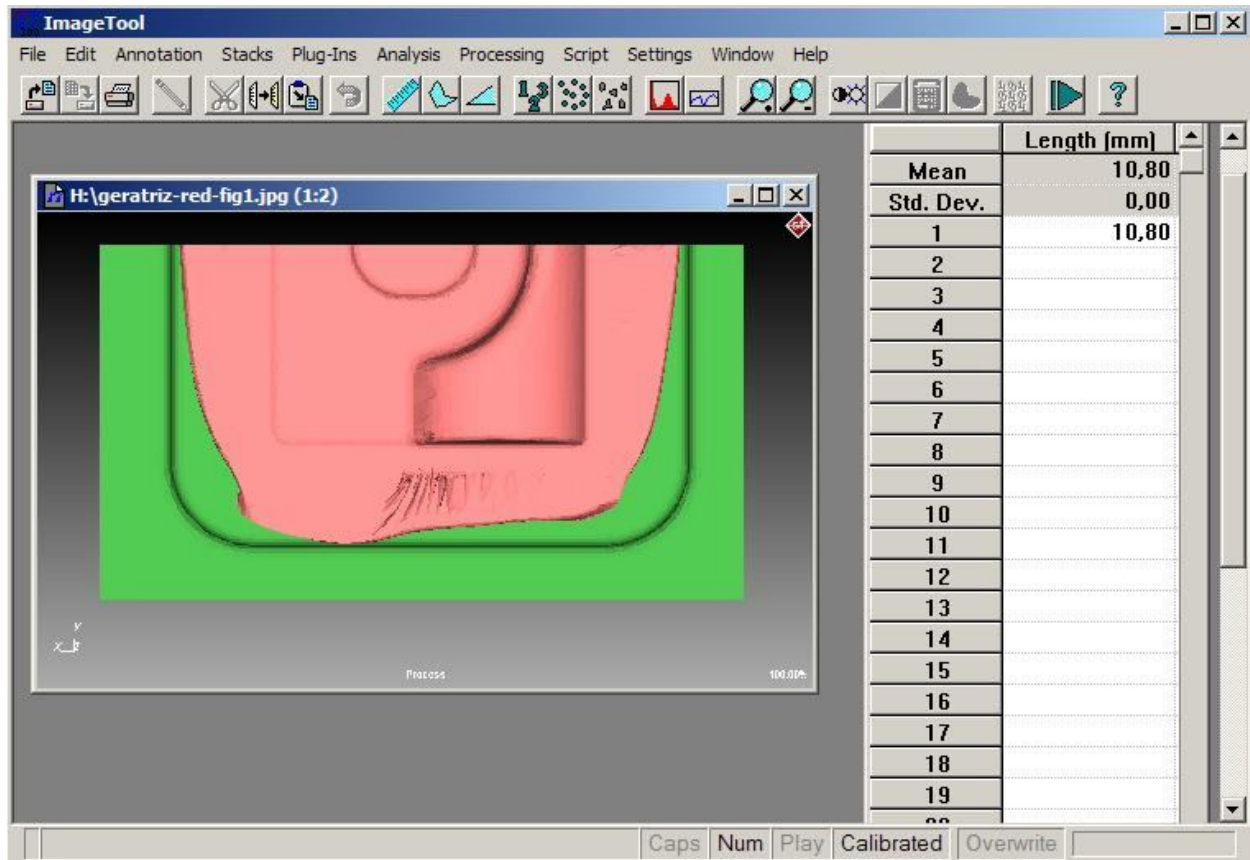 ImageTool
File Edit Annotation Stacks Plug-Ins Analysis Processing Script Settings Window Help
H:\geratriz-red-fig1.jpg (1:2)
Length (mm)
Mean 10,80
Std. Dev. 0,00
1 10,80
2
3
4
5
6
7
8
9
10
11
12
13
14
15
16
17
18
19
Process 100.00%
Caps Num Play Calibrated Overwrite